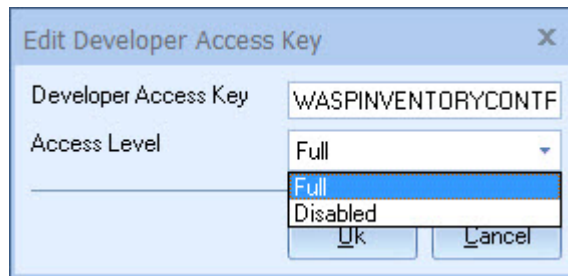 Edit Developer Access Key x
Developer Access Key WASPINVENTORYCONTF
Access Level Full
Full
Disabled
Ok Cancel